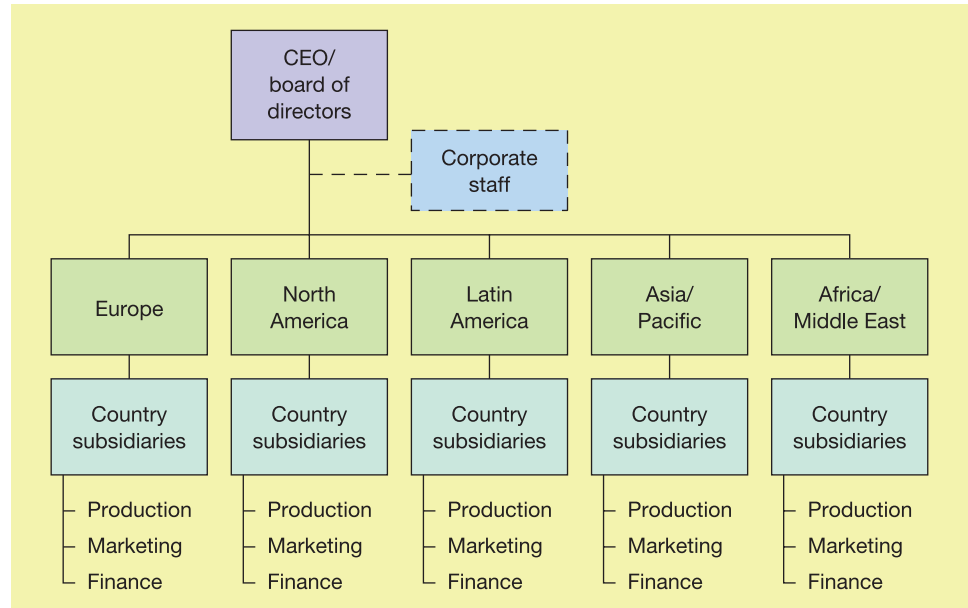 CEO/
board of
directors
Corporate
staff
Europe
North
America
Latin
America
Asia/
Pacific
Africa/
Middle East
Country
subsidiaries
Country
subsidiaries
Country
subsidiaries
Country
subsidiaries
Country
subsidiaries
Production
Marketing
Finance
Production
Marketing
Finance
Production
Marketing
Finance
Production
Marketing
Finance
Production
Marketing
Finance